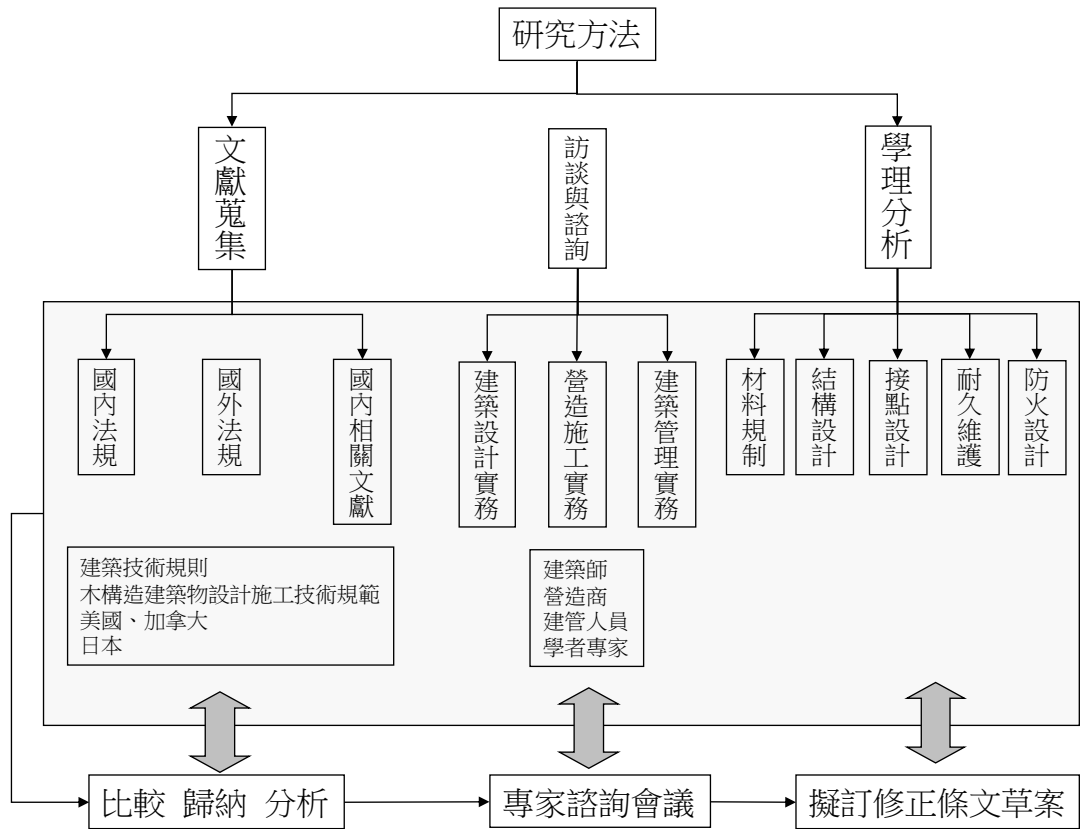 研究方法
文獻蒐集
訪談與諮詢
學理分析
國內法規
國外法規
國內相關文獻
建築設計實務
營造施工實務
建築管理實務
材料規制
結構設計
接點設計
耐久維護
防火設計
建築技術規則
木構造建築物設計施工技術規範
美國、加拿大
日本
建築師
營造商
建管人員
學者專家
比較 歸納 分析
專家諮詢會議
擬訂修正條文草案